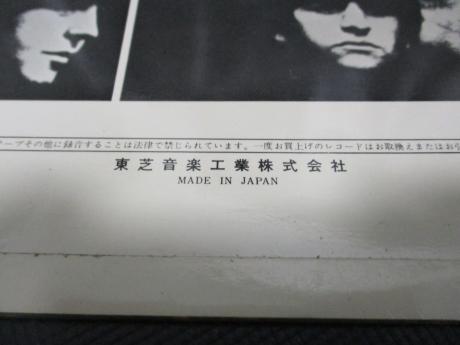 ープその他に録音することは法律で禁じられています。一度お買上げのレコードはお取換えまたはお引
東芝音楽工業株式会社
MADE IN JAPAN